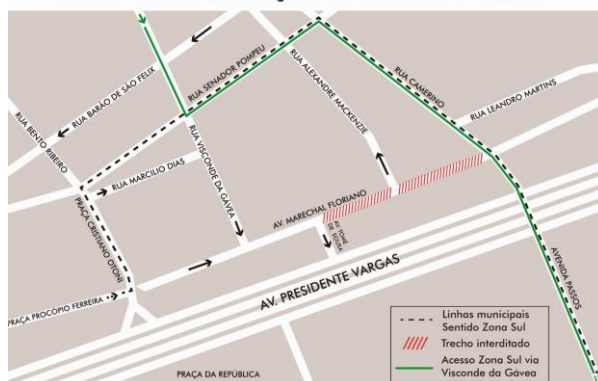 RUA BARÃO DE SÃO FELIX
RUA SENADOR POMPEU
RUA ALEXANDRE MACKENZIE
RUA CAMERINO
RUA LEANDRO MARTINS
RUA BENTO RIBEIRO
RUA MARCILIO DIAS
RUA VISCONDE DA GÁVEA
AV. MARECHAL FLORIANO
PRAÇA CRISTIANO OTONI
AV. TOMÉ
DE SOUSA
AV. PRESIDENTE VARGAS
AVENIDA PASSOS
PRAÇA PROCÓPIO FERREIRA
PRAÇA DA REPÚBLICA
Linhas municipais
Sentido Zona Sul
Trecho interditado
Acesso Zona Sul via
Visconde da Gávea